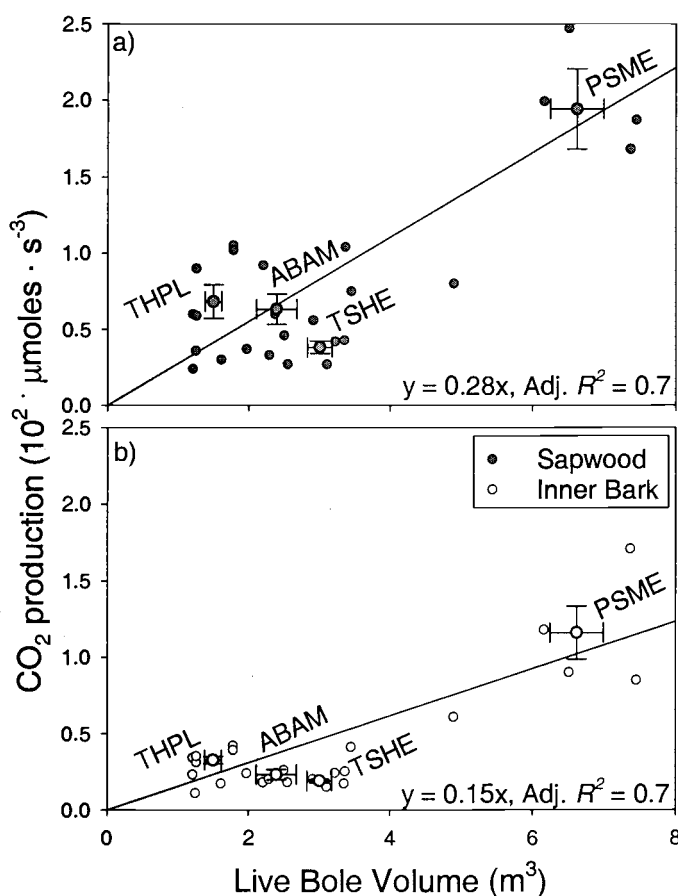 2.5
a)
PSME
2.0
1.5
ABAM
1.0
THPL
TSHE
0.5
y = 0.28x, Adj. R² = 0.7
0.0
CO₂ production (10² · μmoles · s⁻³)
2.5
b)
Sapwood
Inner Bark
2.0
1.5
PSME
1.0
ABAM
THPL
0.5
TSHE
y = 0.15x, Adj. R² = 0.7
0.0
0 2 4 6 8
Live Bole Volume (m³)